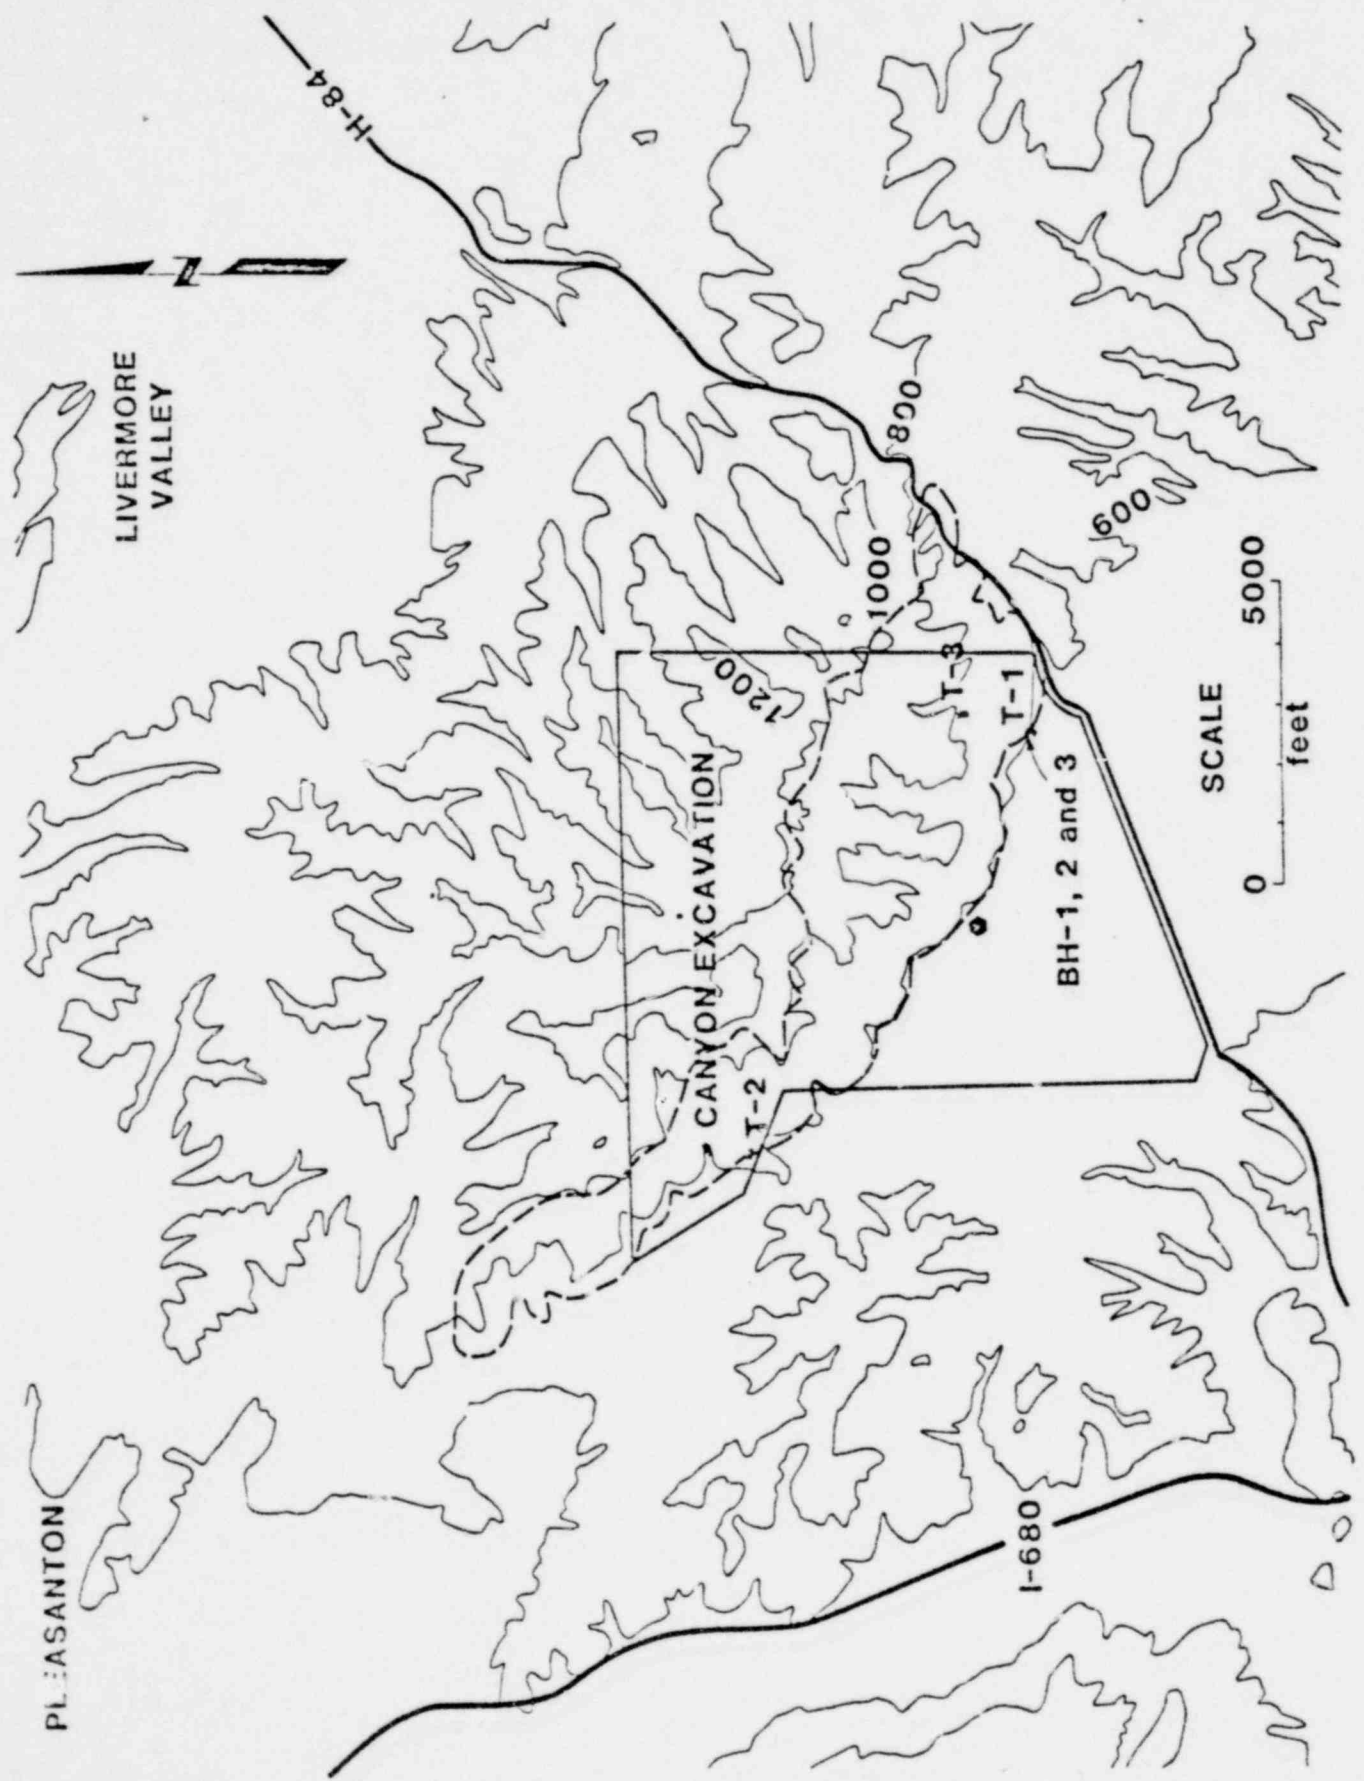 PLEASANTON
LIVERMORE
VALLEY
N
H-84
CANYON EXCAVATION
T-2
1200
1000
800
T-3
T-1
BH-1, 2 and 3
600
I-680
SCALE
0 5000
feet